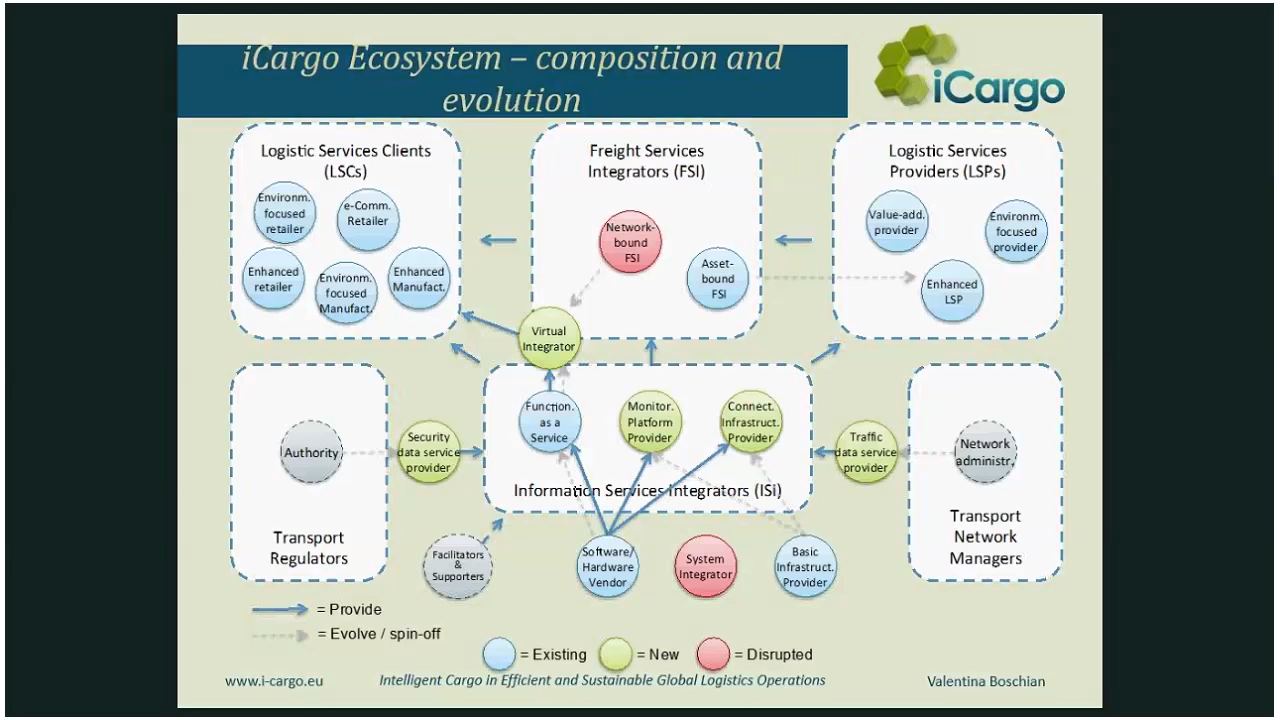 iCargo Ecosystem – composition and
evolution
iCargo
Logistic Services Clients
(LSCs)
Environm.
focused
retailer
e-Comm.
Retailer
Enhanced
retailer
Environm.
focused
Manufact.
Enhanced
Manufact.
Freight Services
Integrators (FSI)
Network-
bound
FSI
Asset-
bound
FSI
Logistic Services
Providers (LSPs)
Value-add.
provider
Environm.
focused
provider
Enhanced
LSP
Virtual
Integrator
Function.
as a
Service
Monitor.
Platform
Provider
Connect.
Infrastruct.
Provider
Information Services Integrators (ISI)
Authority
Transport
Regulators
Security
data service
provider
Traffic
data service
provider
Network
administr.
Transport
Network
Managers
Facilitators
&
Supporters
Software/
Hardware
Vendor
System
Integrator
Basic
Infrastruct.
Provider
= Provide
= Evolve / spin-off
= Existing
= New
= Disrupted
www.i-cargo.eu
Intelligent Cargo in Efficient and Sustainable Global Logistics Operations
Valentina Boschian